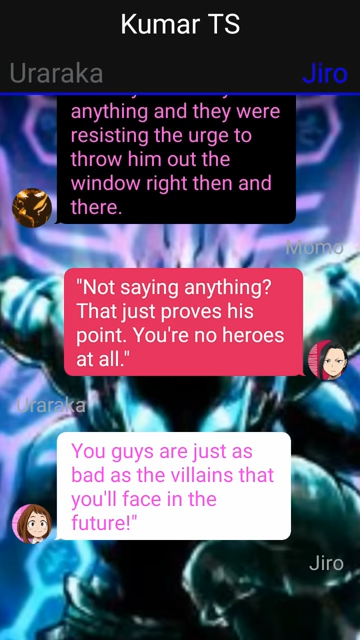 Kumar TS
Uraraka
Jiro
anything and they were
resisting the urge to
throw him out the
window right then and
there.
Momo
"Not saying anything?
That just proves his
point. You're no heroes
at all."
Uraraka
You guys are just as
bad as the villains that
you'll face in the
future!"
Jiro